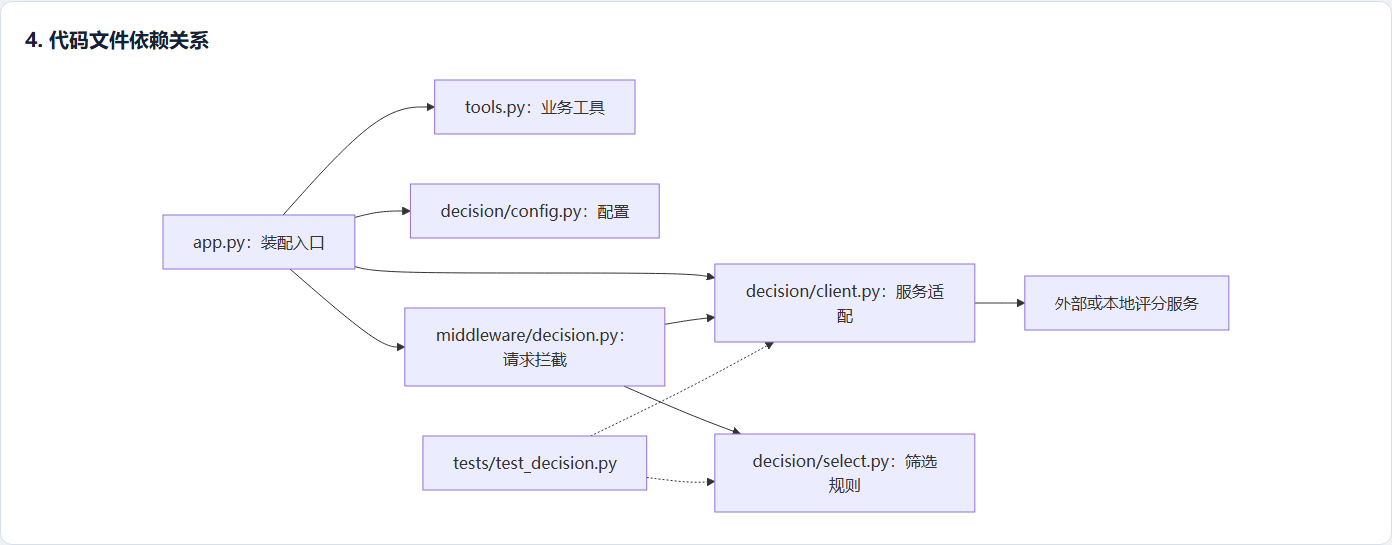 4. 代码文件依赖关系
tools.py：业务工具
decision/config.py：配置
app.py：装配入口
decision/client.py：服务适
配
外部或本地评分服务
middleware/decision.py：
请求拦截
tests/test_decision.py
decision/select.py：筛选
规则